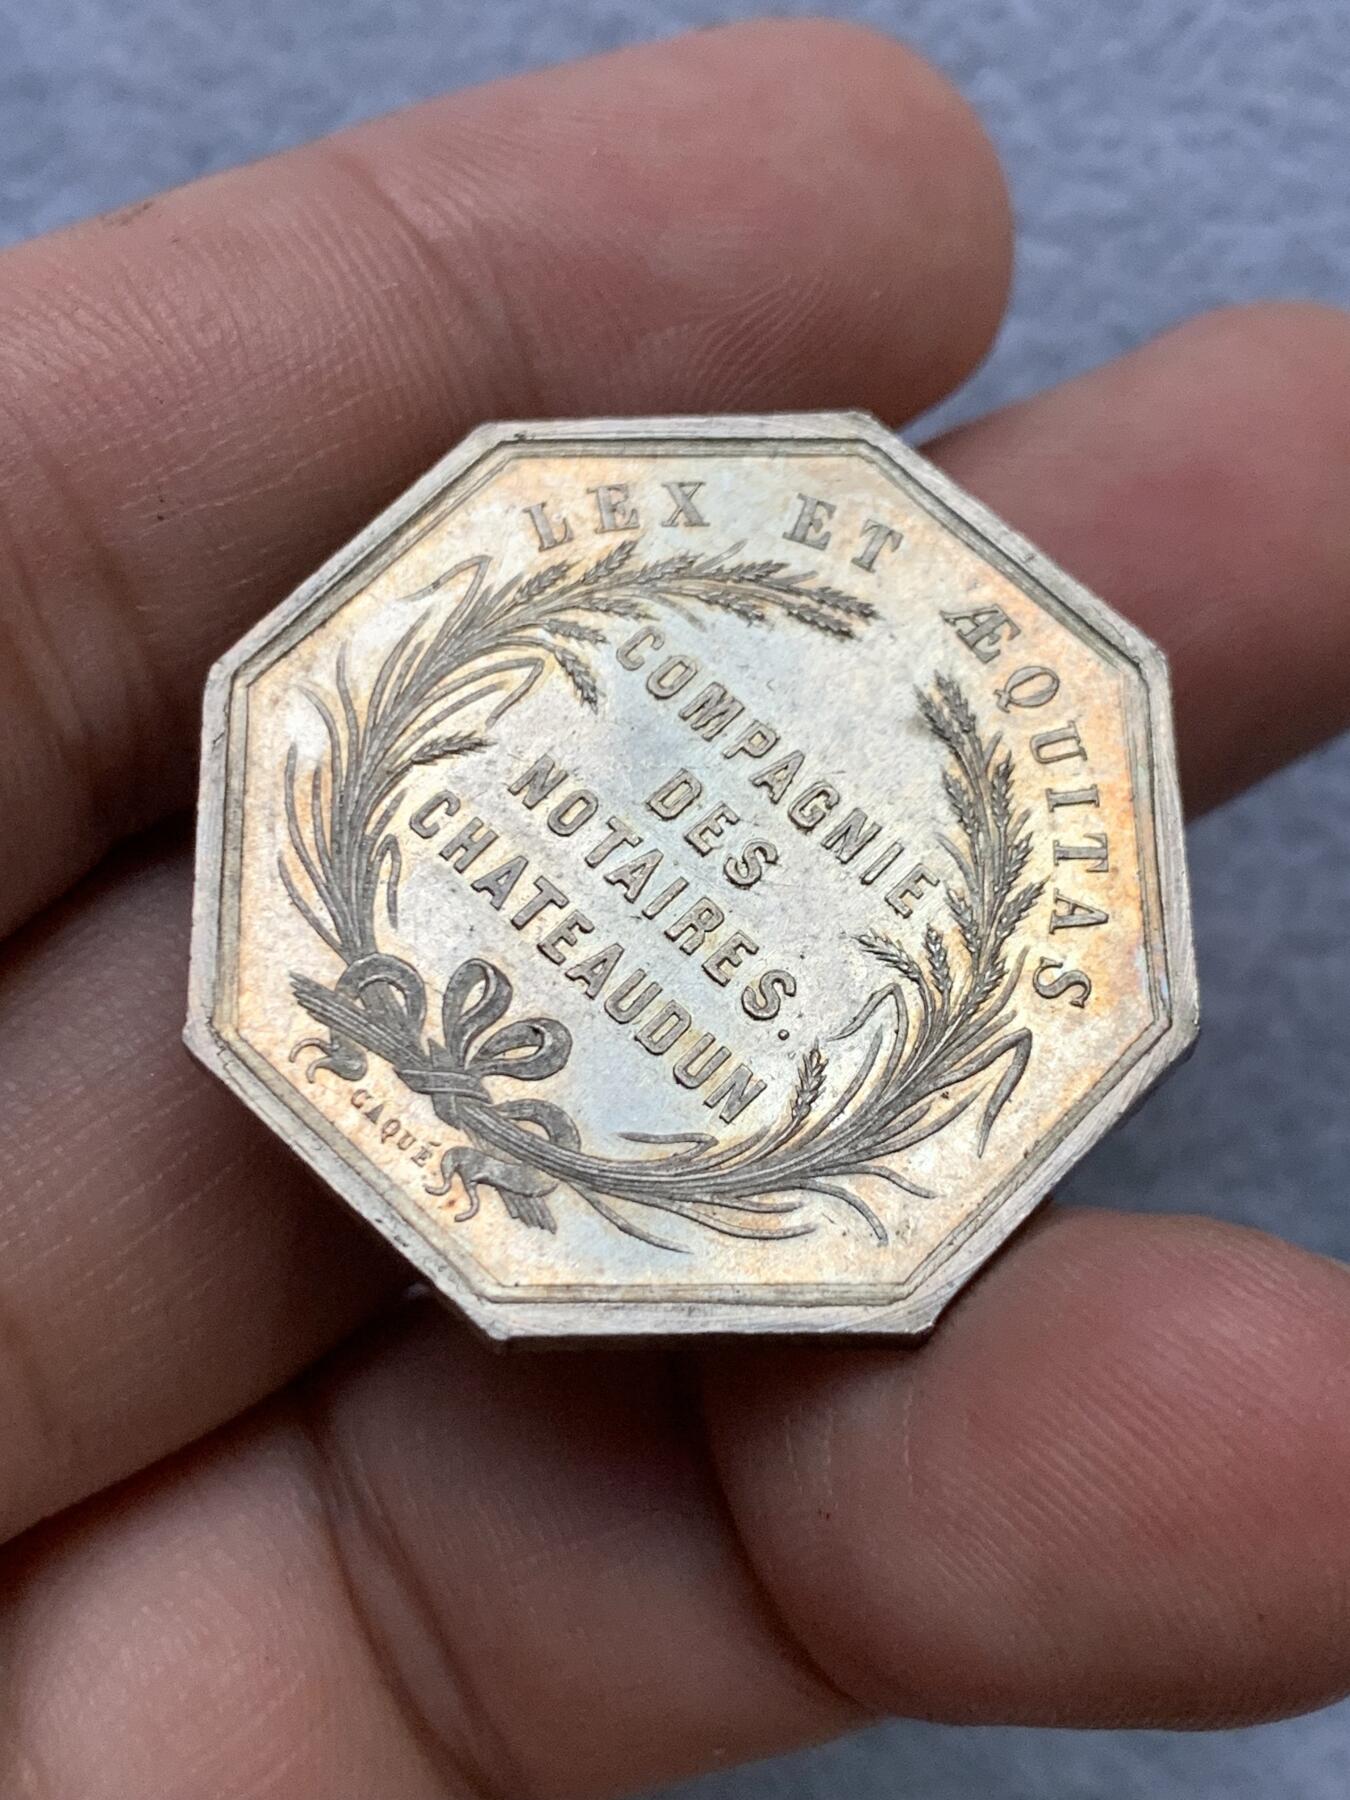 LEX ET ÆQUITAS
COMPAGNIE
DES
NOTAIRES.
CHATEAUDUN
CAQUÉ.